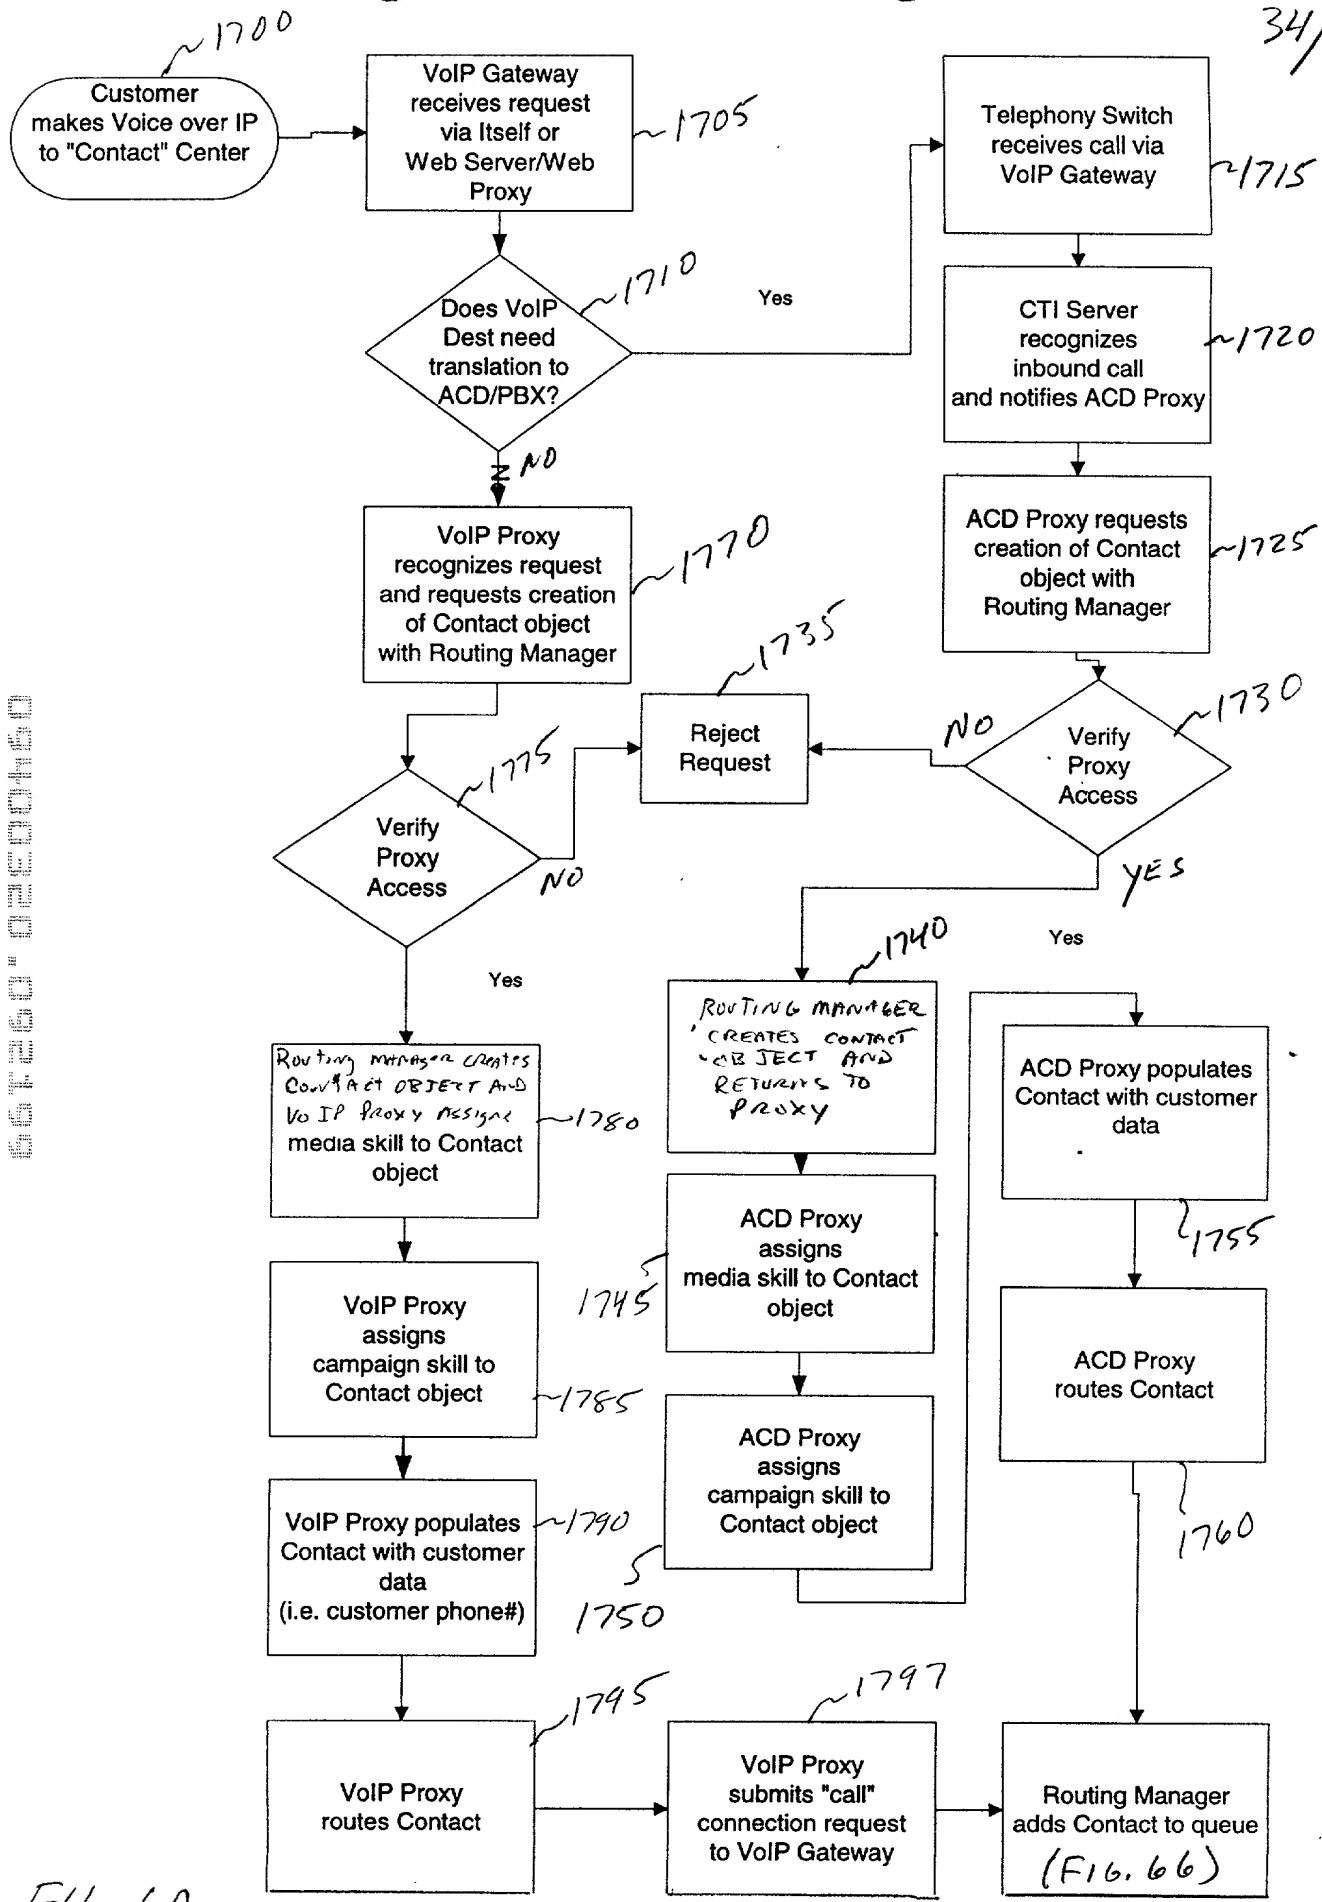 34/
1700
Customer
makes Voice over IP
to "Contact" Center
VoIP Gateway
receives request
via Itself or
Web Server/Web
Proxy
1705
Telephony Switch
receives call via
VoIP Gateway
1715
Does VoIP
Dest need
translation to
ACD/PBX?
1710
Yes
CTI Server
recognizes
inbound call
and notifies ACD Proxy
1720
NO
VoIP Proxy
recognizes request
and requests creation
of Contact object
with Routing Manager
1770
ACD Proxy requests
creation of Contact
object with
Routing Manager
1725
1735
Reject
Request
NO
Verify
Proxy
Access
1730
YES
Yes
Verify
Proxy
Access
1775
NO
Yes
ROUTING MANAGER CREATES
CONTACT OBJECT AND
VoIP PROXY ASSIGNS
media skill to Contact
object
1780
1740
ROUTING MANAGER
CREATES CONTACT
OBJECT AND
RETURNS TO
PROXY
ACD Proxy populates
Contact with customer
data
1755
ACD Proxy
assigns
media skill to Contact
object
1745
VoIP Proxy
assigns
campaign skill to
Contact object
1785
ACD Proxy
routes Contact
1760
ACD Proxy
assigns
campaign skill to
Contact object
1750
VoIP Proxy populates
Contact with customer
data
(i.e. customer phone#)
1790
VoIP Proxy
routes Contact
1795
VoIP Proxy
submits "call"
connection request
to VoIP Gateway
1797
Routing Manager
adds Contact to queue
(FIG. 66)